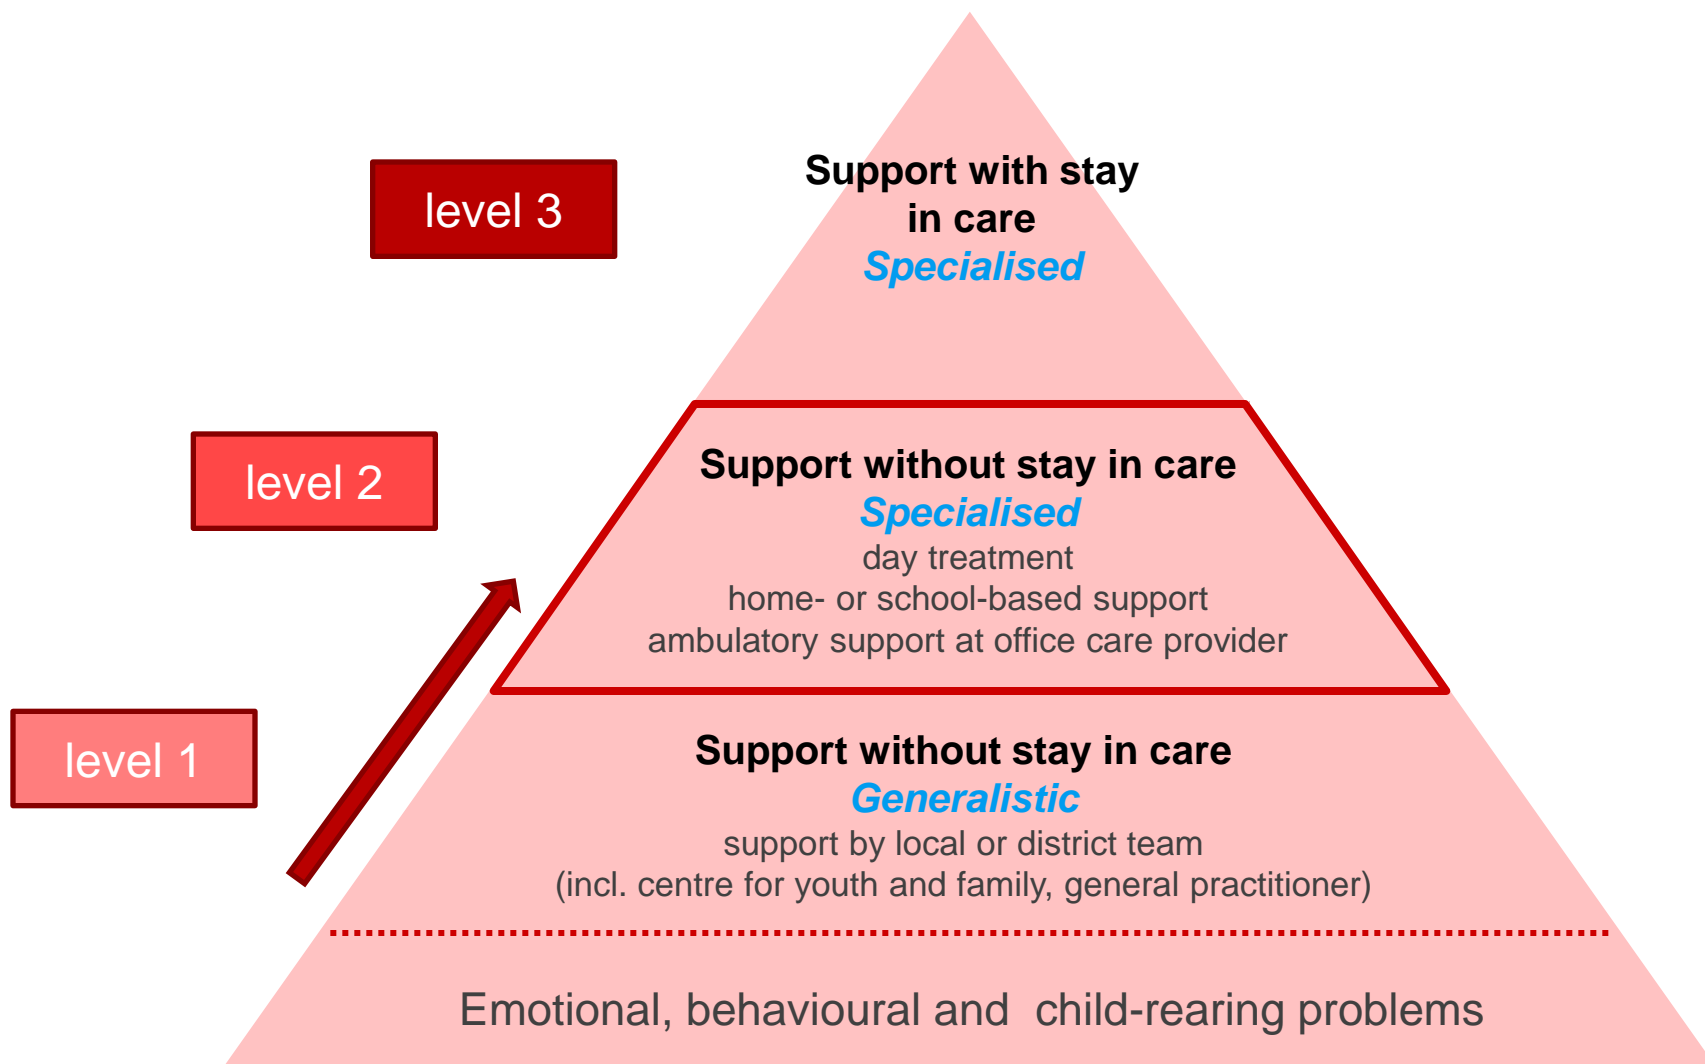 level 3
Support with stay
in care
Specialised
level 2
Support without stay in care
Specialised
day treatment
home- or school-based support
ambulatory support at office care provider
level 1
Support without stay in care
Generalistic
support by local or district team
(incl. centre for youth and family, general practitioner)
Emotional, behavioural and  child-rearing problems